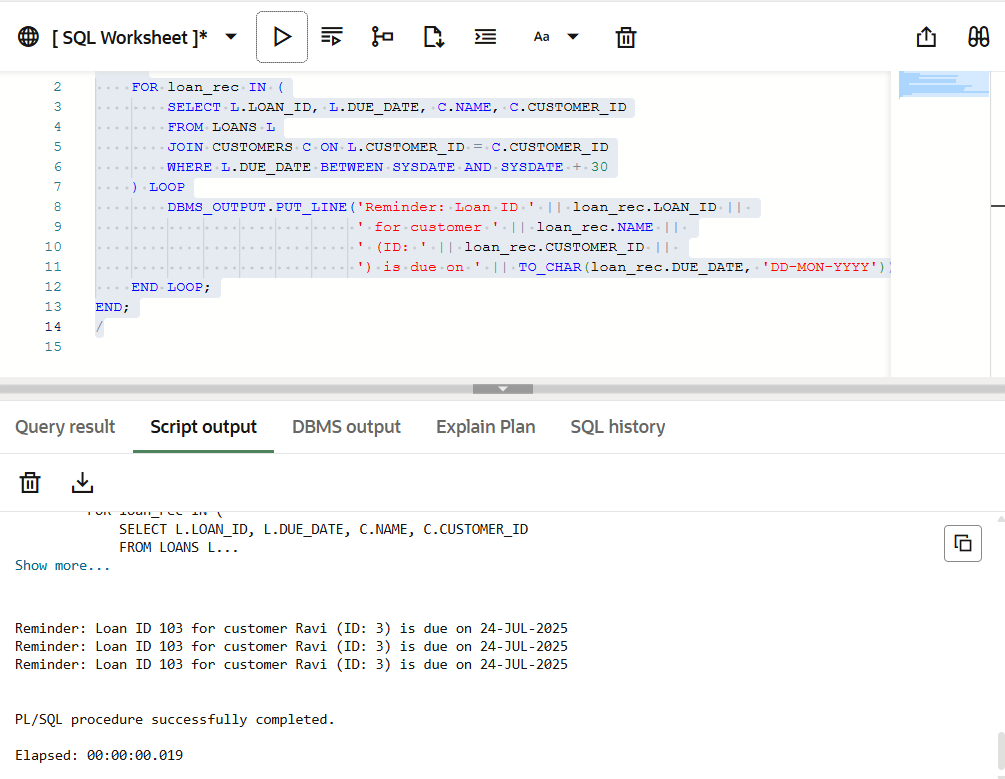 [ SQL Worksheet ]*
Aa
2 FOR loan_rec IN (
3 SELECT L.LOAN_ID, L.DUE_DATE, C.NAME, C.CUSTOMER_ID
4 FROM LOANS L
5 JOIN CUSTOMERS C ON L.CUSTOMER_ID = C.CUSTOMER_ID
6 WHERE L.DUE_DATE BETWEEN SYSDATE AND SYSDATE + 30
7 ) LOOP
8 DBMS_OUTPUT.PUT_LINE('Reminder: Loan ID ' || loan_rec.LOAN_ID ||
9 ' for customer ' || loan_rec.NAME ||
10 ' (ID: ' || loan_rec.CUSTOMER_ID ||
11 ') is due on ' || TO_CHAR(loan_rec.DUE_DATE, 'DD-MON-YYYY')
12 END LOOP;
13 END;
14 /
15
Query result Script output DBMS output Explain Plan SQL history
FOR loan_rec IN (
SELECT L.LOAN_ID, L.DUE_DATE, C.NAME, C.CUSTOMER_ID
FROM LOANS L...
Show more...
Reminder: Loan ID 103 for customer Ravi (ID: 3) is due on 24-JUL-2025
Reminder: Loan ID 103 for customer Ravi (ID: 3) is due on 24-JUL-2025
Reminder: Loan ID 103 for customer Ravi (ID: 3) is due on 24-JUL-2025
PL/SQL procedure successfully completed.
Elapsed: 00:00:00.019